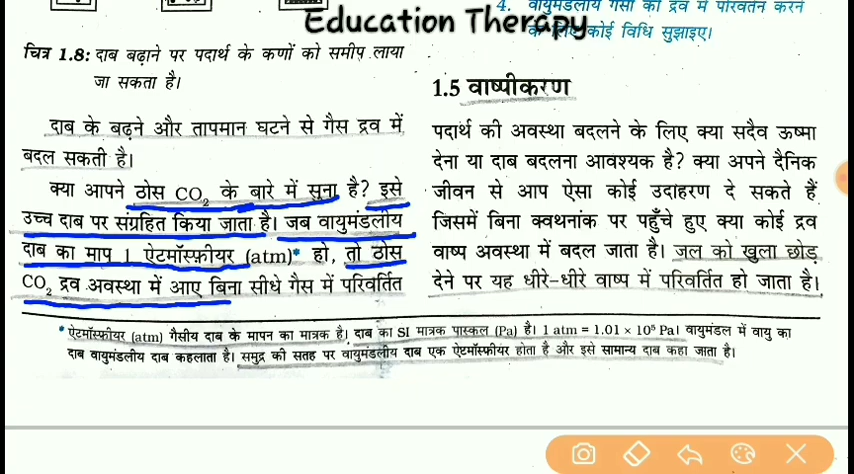 4. वायुमंडलीय गैसों को द्रव में परिवर्तन करने
के लिए कोई विधि सुझाइए।
Education Therapy
चित्र 1.8: दाब बढ़ाने पर पदार्थ के कणों को समीप लाया
जा सकता है।
दाब के बढ़ने और तापमान घटने से गैस द्रव में
बदल सकती है।
क्या आपने ठोस CO₂ के बारे में सुना है? इसे
उच्च दाब पर संग्रहित किया जाता है। जब वायुमंडलीय
दाब का माप 1 ऐटमॉस्फ़ीयर (atm)* हो, तो ठोस
CO₂ द्रव अवस्था में आए बिना सीधे गैस में परिवर्तित
1.5 वाष्पीकरण
पदार्थ की अवस्था बदलने के लिए क्या सदैव ऊष्मा
देना या दाब बदलना आवश्यक है? क्या अपने दैनिक
जीवन से आप ऐसा कोई उदाहरण दे सकते हैं
जिसमें बिना क्वथनांक पर पहुँचे हुए क्या कोई द्रव
वाष्प अवस्था में बदल जाता है। जल को खुला छोड़
देने पर यह धीरे-धीरे वाष्प में परिवर्तित हो जाता है।
* ऐटमॉस्फ़ीयर (atm) गैसीय दाब के मापन का मात्रक है। दाब का SI मात्रक पास्कल (Pa) है। 1 atm = 1.01 × 10⁵ Pa। वायुमंडल में वायु का
दाब वायुमंडलीय दाब कहलाता है। समुद्र की सतह पर वायुमंडलीय दाब एक ऐटमॉस्फ़ीयर होता है और इसे सामान्य दाब कहा जाता है।